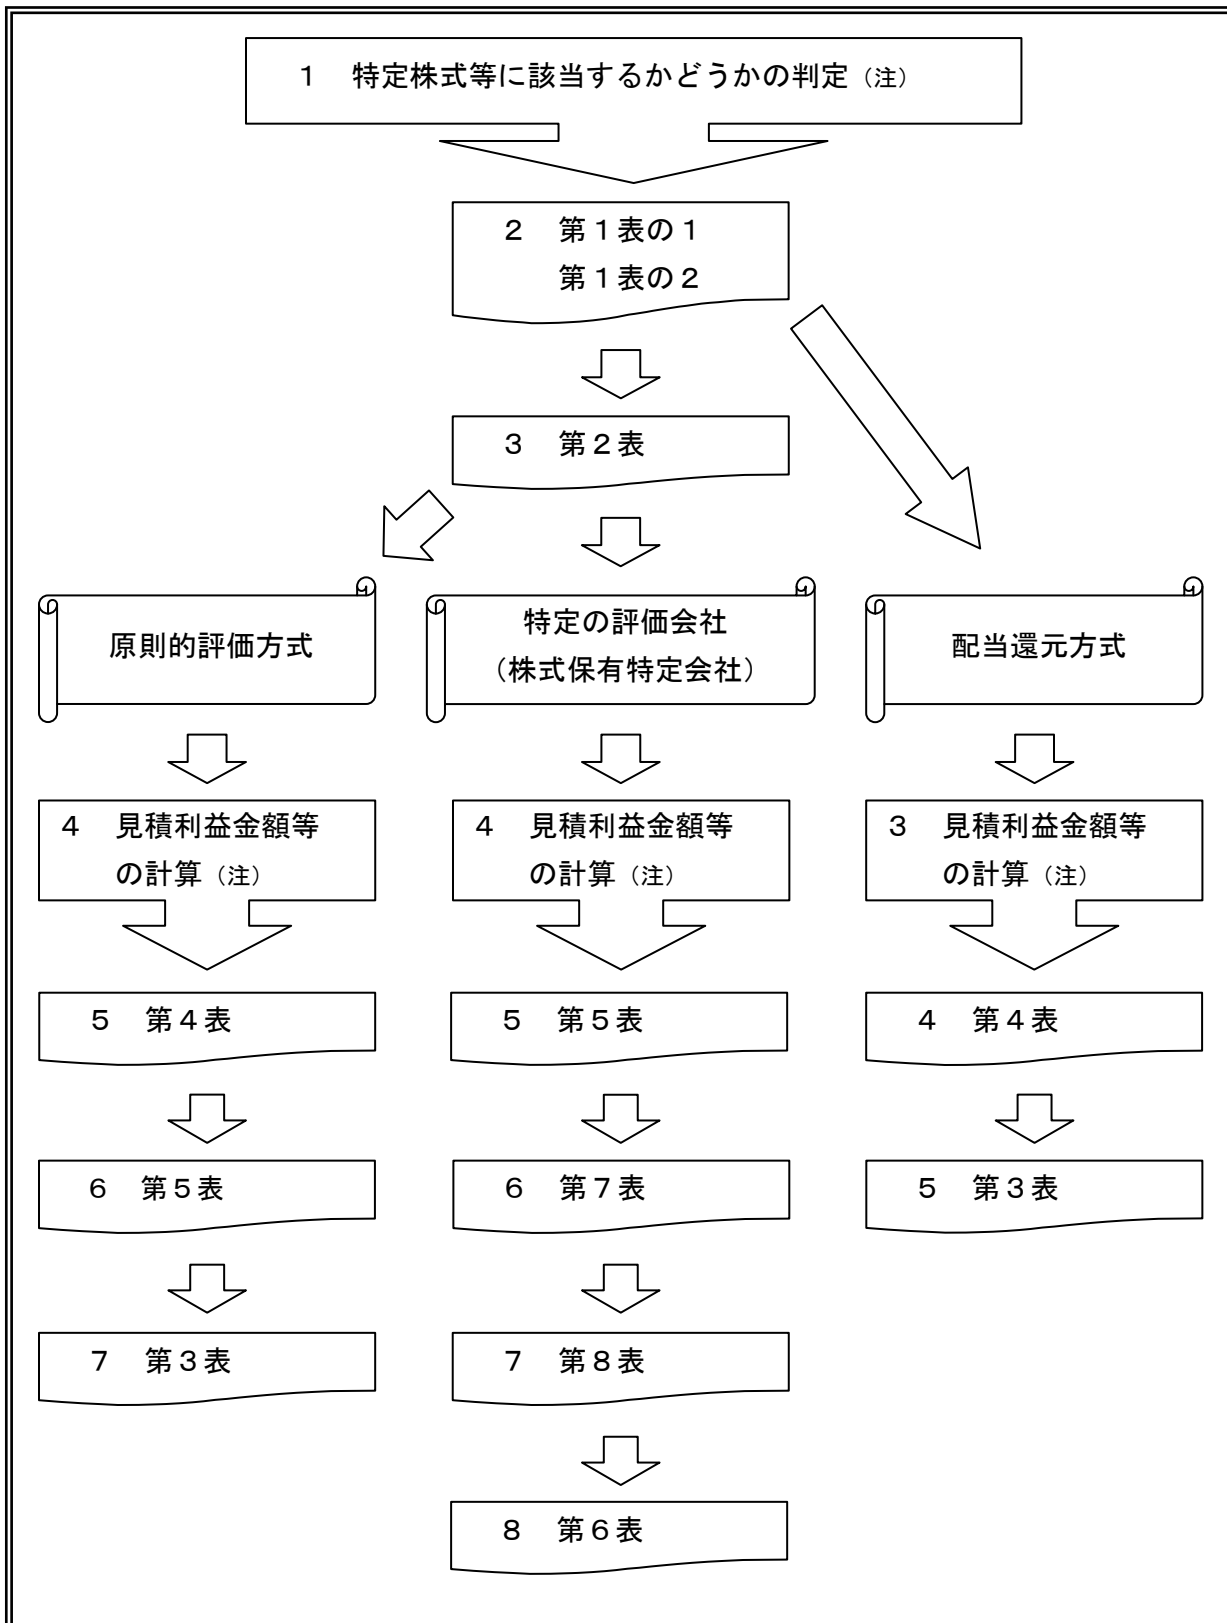 1 特定株式等に該当するかどうかの判定（注）
2 第1表の1
第1表の2
3 第2表
原則的評価方式
特定の評価会社
（株式保有特定会社）
配当還元方式
4 見積利益金額等
の計算（注）
4 見積利益金額等
の計算（注）
3 見積利益金額等
の計算（注）
5 第4表
5 第5表
4 第4表
6 第5表
6 第7表
5 第3表
7 第3表
7 第8表
8 第6表